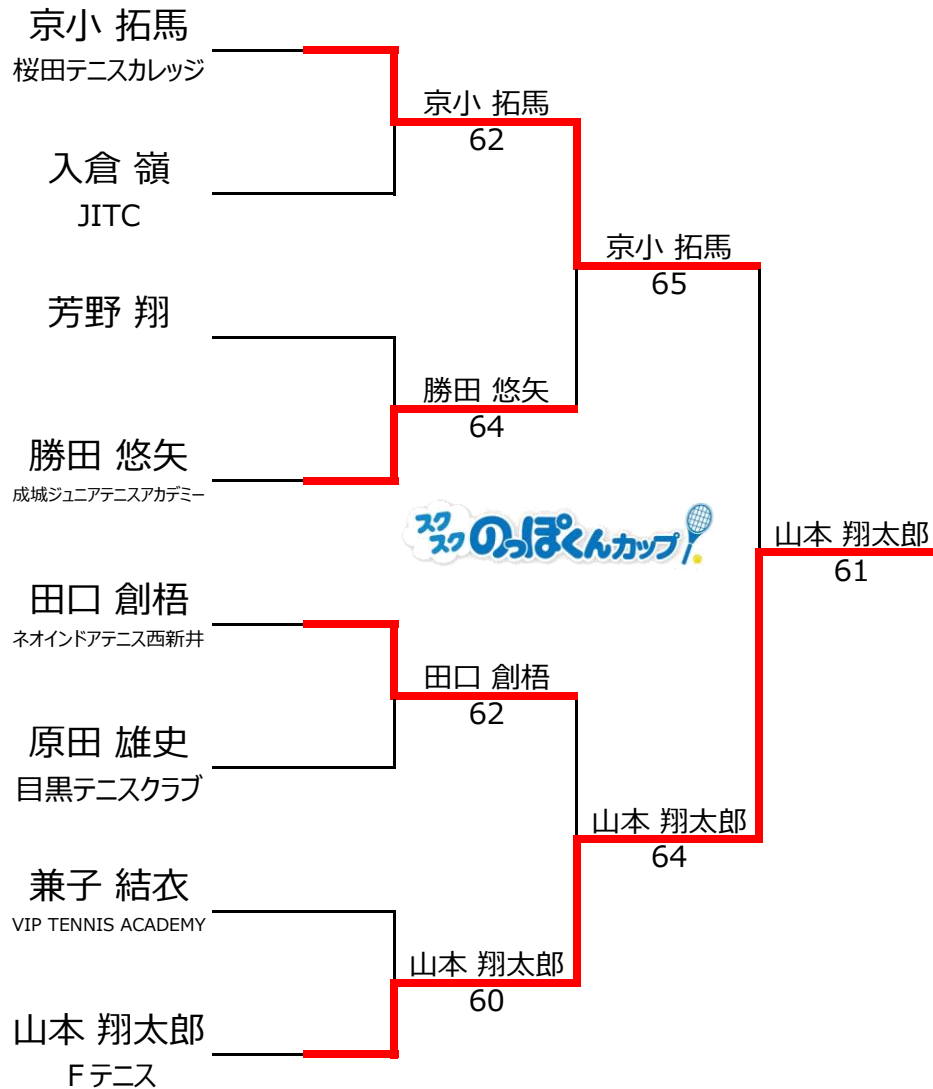 京小 拓馬
桜田テニスカレッジ
入倉 嶺
JITC
芳野 翔
勝田 悠矢
成城ジュニアテニスアカデミー
田口 創梧
ネオインドアテニス西新井
原田 雄史
目黒テニスクラブ
兼子 結衣
VIP TENNIS ACADEMY
山本 翔太郎
Fテニス
京小 拓馬
62
勝田 悠矢
64
田口 創梧
62
山本 翔太郎
60
京小 拓馬
65
山本 翔太郎
64
山本 翔太郎
61
スクスクのっぽくんカップ